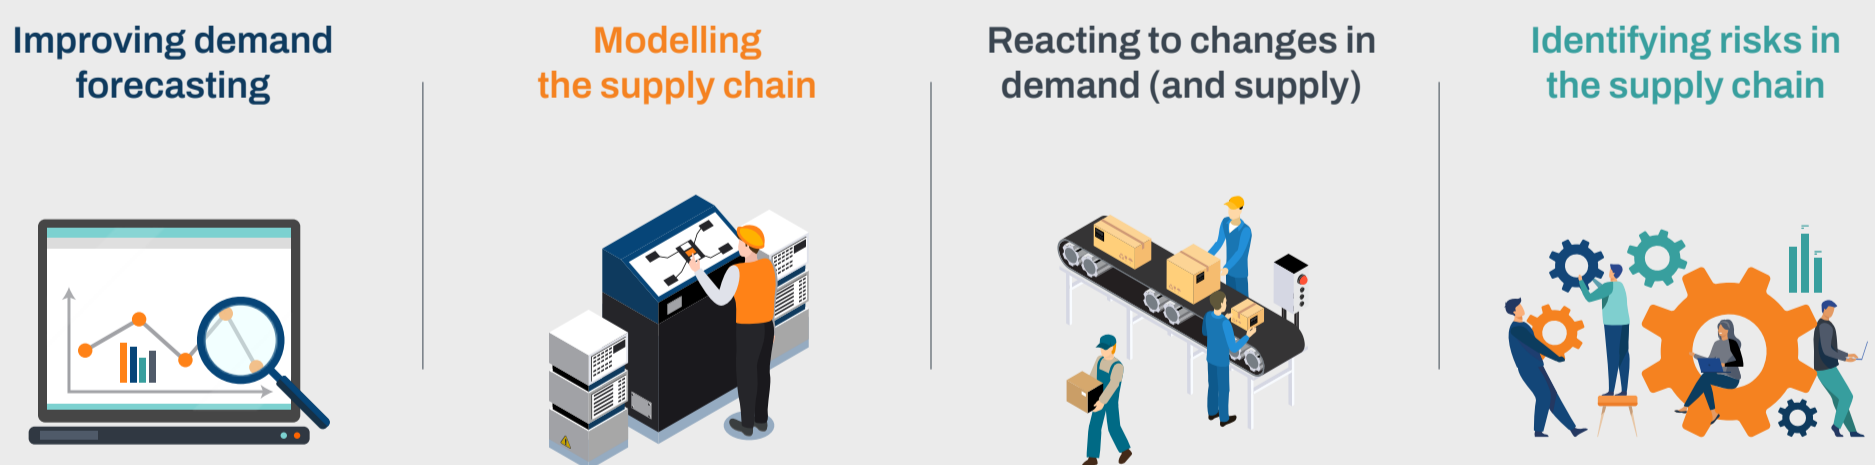 Improving demand
forecasting
Modelling
the supply chain
Reacting to changes in
demand (and supply)
Identifying risks in
the supply chain